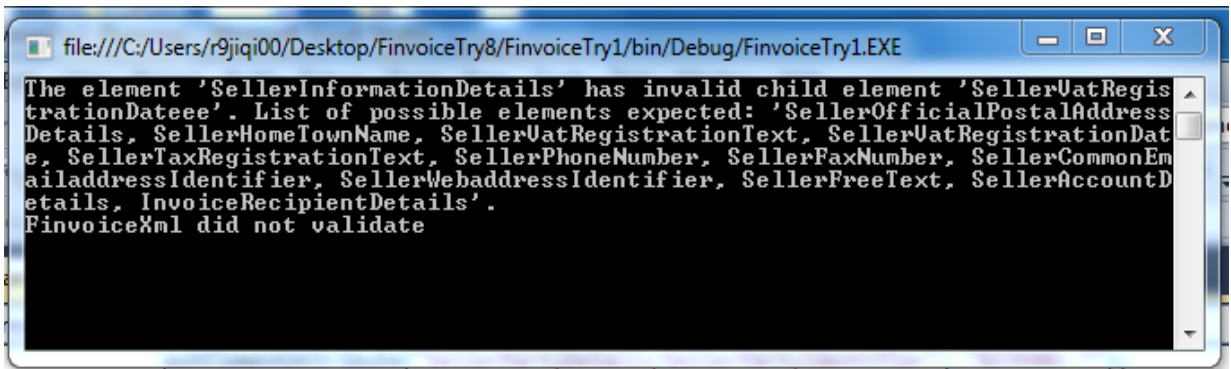 file:///C:/Users/r9jiqi00/Desktop/FinvoiceTry8/FinvoiceTry1/bin/Debug/FinvoiceTry1.EXE
The element 'SellerInformationDetails' has invalid child element 'SellerVatRegis
trationDateee'. List of possible elements expected: 'SellerOfficialPostalAddress
Details, SellerHomeTownName, SellerVatRegistrationText, SellerVatRegistrationDat
e, SellerTaxRegistrationText, SellerPhoneNumber, SellerFaxNumber, SellerCommonEm
ailaddressIdentifier, SellerWebaddressIdentifier, SellerFreeText, SellerAccountD
etails, InvoiceRecipientDetails'.
FinvoiceXml did not validate